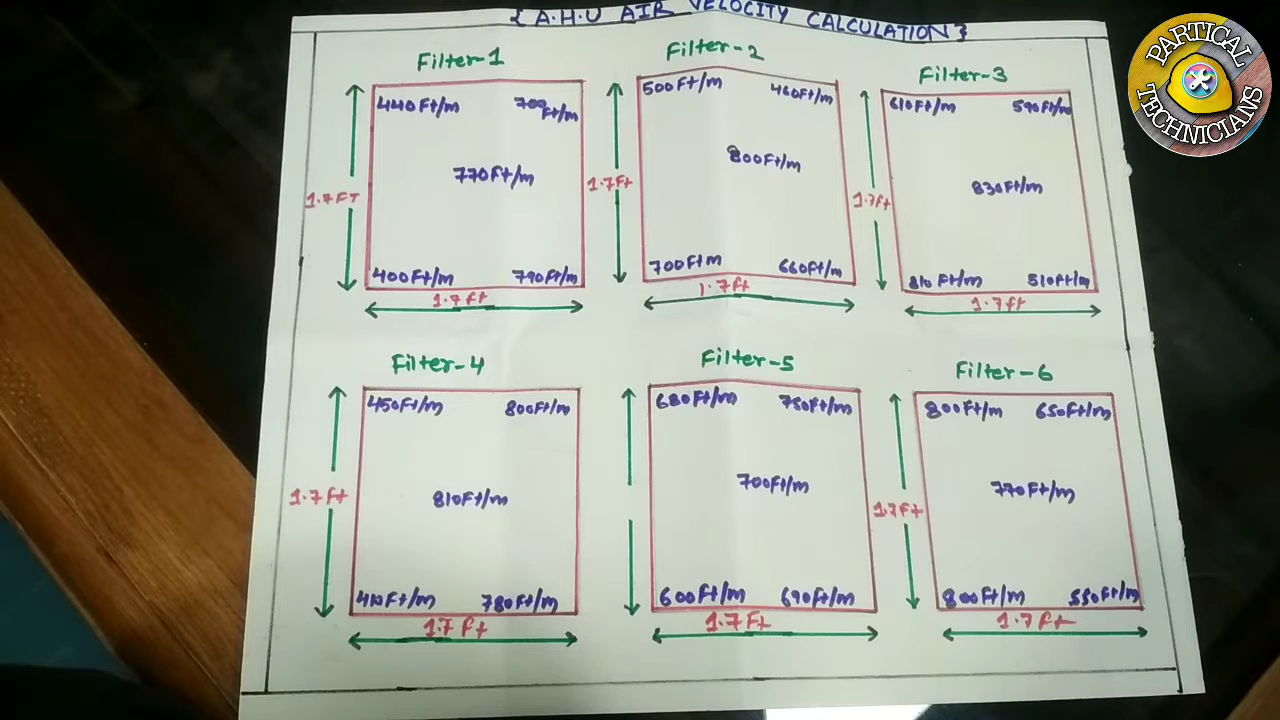 { A.H.U AIR VELOCITY CALCULATION }
PARTICAL TECHNICIANS
Filter-1
440Ft/m 700 Ft/m
770Ft/m
1.7FT
400Ft/m 790Ft/m
1.7ft
Filter-2
500Ft/m 460Ft/m
800Ft/m
1.7Ft
700Ft/m 660Ft/m
1.7ft
Filter-3
610Ft/m 590Ft/m
830Ft/m
1.7ft
810Ft/m 510Ft/m
1.7ft
Filter-4
450Ft/m 800Ft/m
810Ft/m
1.7Ft
410Ft/m 780Ft/m
1.7Ft
Filter-5
680Ft/m 750Ft/m
700Ft/m
600Ft/m 690Ft/m
1.7Ft
Filter-6
800Ft/m 650Ft/m
770Ft/m
1.7Ft
800Ft/m 550Ft/m
1.7Ft